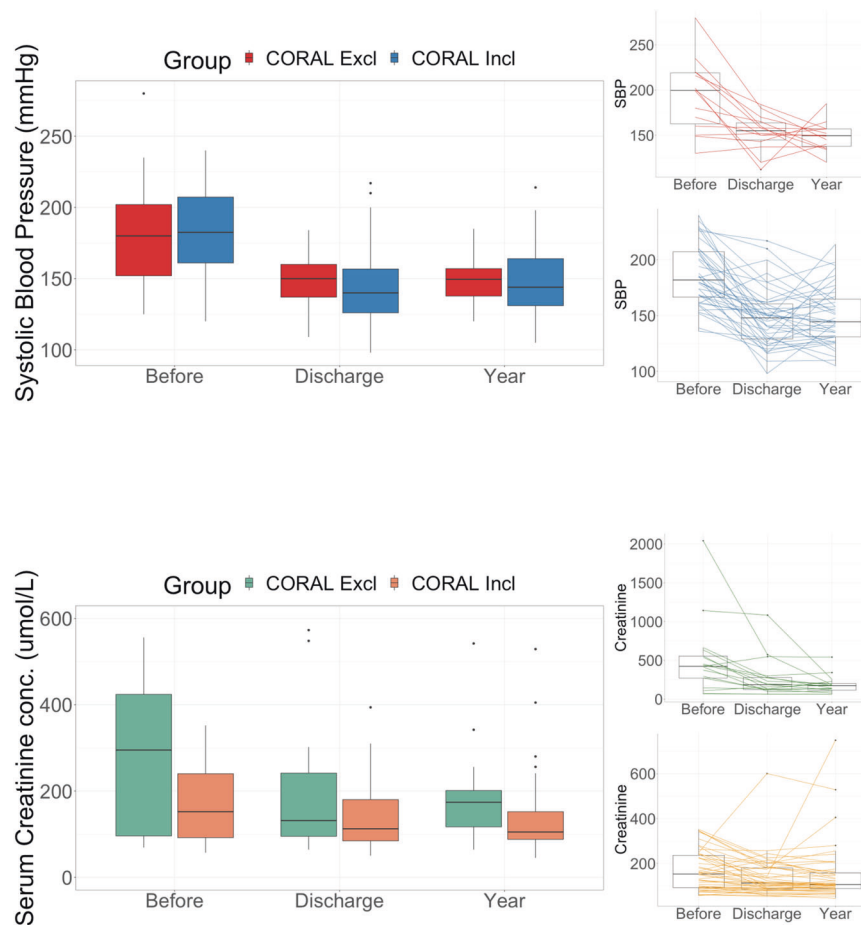 Group CORAL Excl CORAL Incl
Systolic Blood Pressure (mmHg)
250
200
150
100
Before Discharge Year
SBP
250
200
150
Before Discharge Year
SBP
200
150
100
Before Discharge Year
Group CORAL Excl CORAL Incl
Serum Creatinine conc. (umol/L)
600
400
200
0
Before Discharge Year
Creatinine
2000
1500
1000
500
0
Before Discharge Year
Creatinine
600
400
200
Before Discharge Year